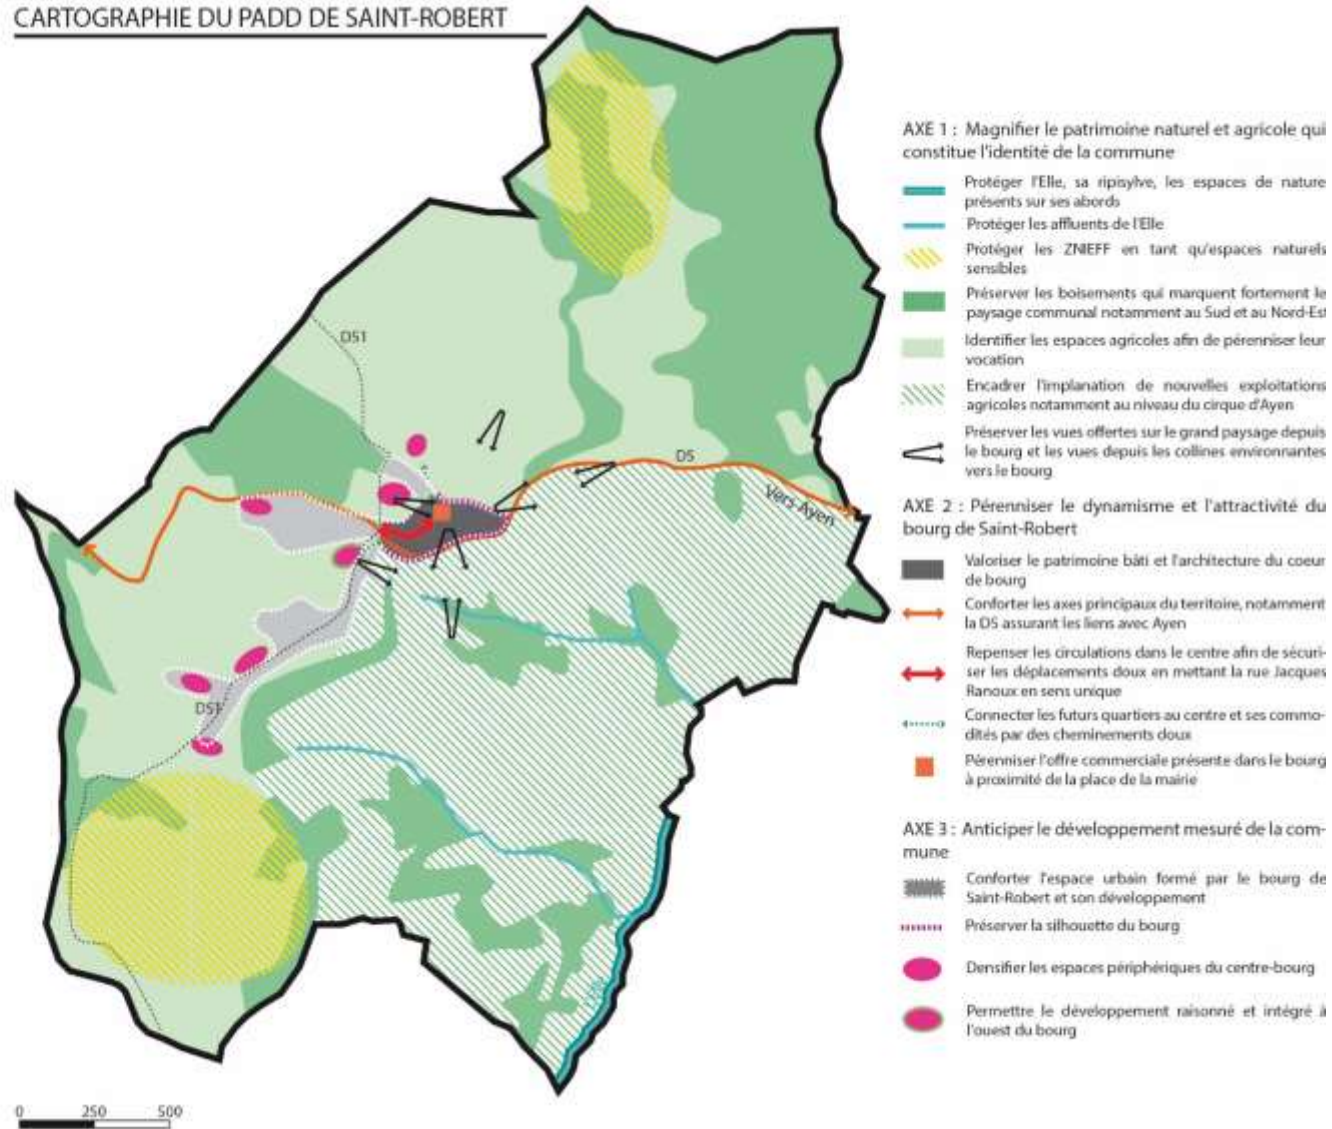 CARTOGRAPHIE DU PADD DE SAINT-ROBERT
AXE 1 : Magnifier le patrimoine naturel et agricole qui
constitue l'identité de la commune
Protéger l'Elle, sa ripisylve, les espaces de nature
présents sur ses abords
Protéger les affluents de l'Elle
Protéger les ZNIEFF en tant qu'espaces naturels
sensibles
Préserver les boisements qui marquent fortement le
paysage communal notamment au Sud et au Nord-Est
Identifier les espaces agricoles afin de pérenniser leur
vocation
Encadrer l'implanation de nouvelles exploitations
agricoles notamment au niveau du cirque d'Ayen
Préserver les vues offertes sur le grand paysage depuis
le bourg et les vues depuis les collines environnantes
vers le bourg
AXE 2 : Pérenniser le dynamisme et l'attractivité du
bourg de Saint-Robert
Valoriser le patrimoine bâti et l'architecture du coeur
de bourg
Conforter les axes principaux du territoire, notamment
la D5 assurant les liens avec Ayen
Repenser les circulations dans le centre afin de sécuri-
ser les déplacements doux en mettant la rue Jacques
Ranoux en sens unique
Connecter les futurs quartiers au centre et ses commo-
dités par des cheminements doux
Pérenniser l'offre commerciale présente dans le bourg
à proximité de la place de la mairie
AXE 3 : Anticiper le développement mesuré de la com-
mune
Conforter l'espace urbain formé par le bourg de
Saint-Robert et son développement
Préserver la silhouette du bourg
Densifier les espaces périphériques du centre-bourg
Permettre le développement raisonné et intégré à
l'ouest du bourg
D51
D5
Vers Ayen
D51
0 250 500